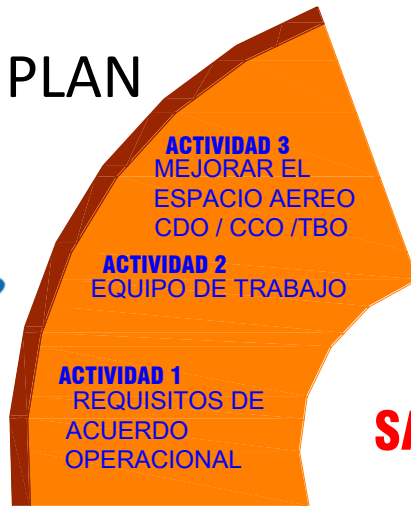 PLAN
ACTIVIDAD 3
MEJORAR EL
ESPACIO AEREO
CDO / CCO /TBO
ACTIVIDAD 2
EQUIPO DE TRABAJO
ACTIVIDAD 1
REQUISITOS DE
ACUERDO
OPERACIONAL
SA